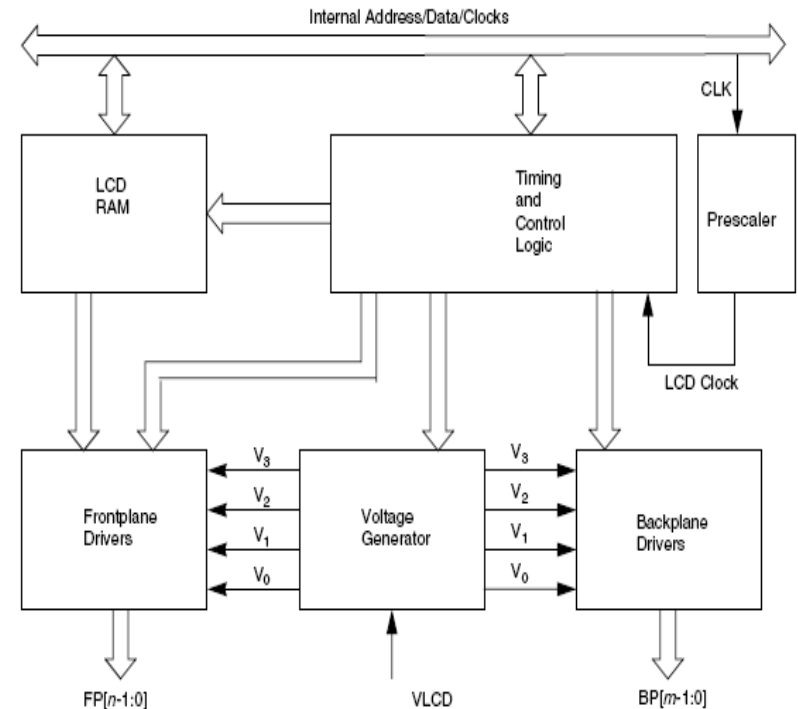 Internal Address/Data/Clocks
CLK
LCD
RAM
Timing
and
Control
Logic
Prescaler
LCD Clock
Frontplane
Drivers
V3
V2
V1
V0
Voltage
Generator
V3
V2
V1
V0
Backplane
Drivers
FP[n-1:0]
VLCD
BP[m-1:0]